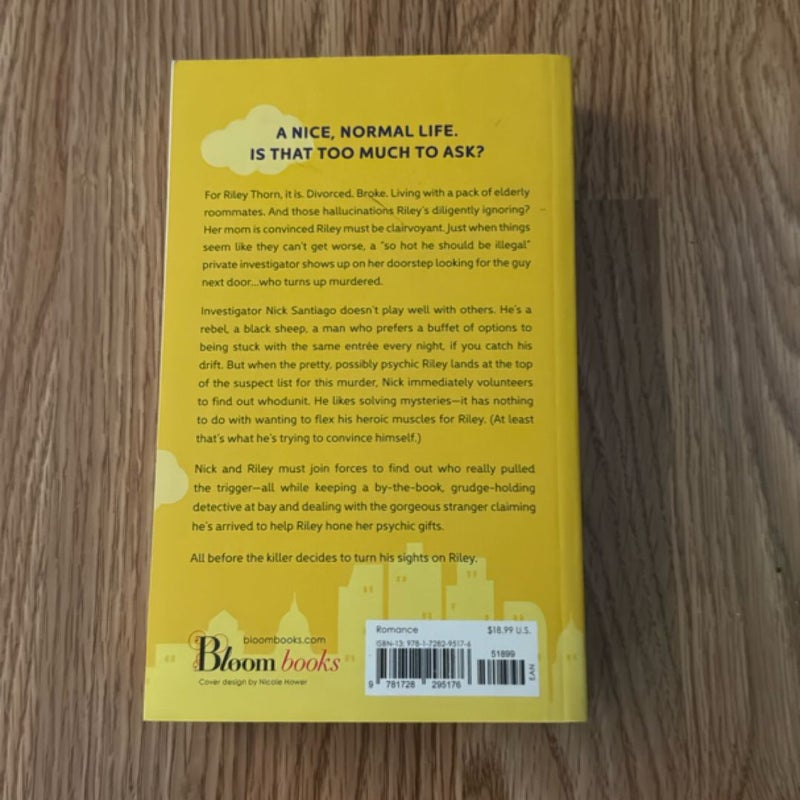 A NICE, NORMAL LIFE.
IS THAT TOO MUCH TO ASK?
For Riley Thorn, it is. Divorced. Broke. Living with a pack of elderly
roommates. And those hallucinations Riley's diligently ignoring?
Her mom is convinced Riley must be clairvoyant. Just when things
seem like they can't get worse, a "so hot he should be illegal"
private investigator shows up on her doorstep looking for the guy
next door...who turns up murdered.
Investigator Nick Santiago doesn't play well with others. He's a
rebel, a black sheep, a man who prefers a buffet of options to
being stuck with the same entrée every night, if you catch his
drift. But when the pretty, possibly psychic Riley lands at the top
of the suspect list for this murder, Nick immediately volunteers
to find out whodunit. He likes solving mysteries—it has nothing
to do with wanting to flex his heroic muscles for Riley. (At least
that's what he's trying to convince himself.)
Nick and Riley must join forces to find out who really pulled
the trigger—all while keeping a by-the-book, grudge-holding
detective at bay and dealing with the gorgeous stranger claiming
he's arrived to help Riley hone her psychic gifts.
All before the killer decides to turn his sights on Riley.
bloombooks.com
Bloom books
Cover design by Nicole Hower
Romance $18.99 U.S.
ISBN-13: 978-1-7282-9517-6
51899
EAN
9 781728 295176